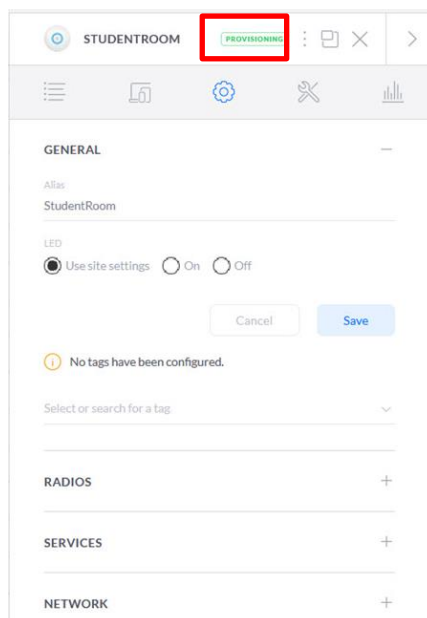 STUDENTROOM PROVISIONING
GENERAL
Alias
StudentRoom
LED
Use site settings On Off
Cancel Save
No tags have been configured.
Select or search for a tag
RADIOS
SERVICES
NETWORK